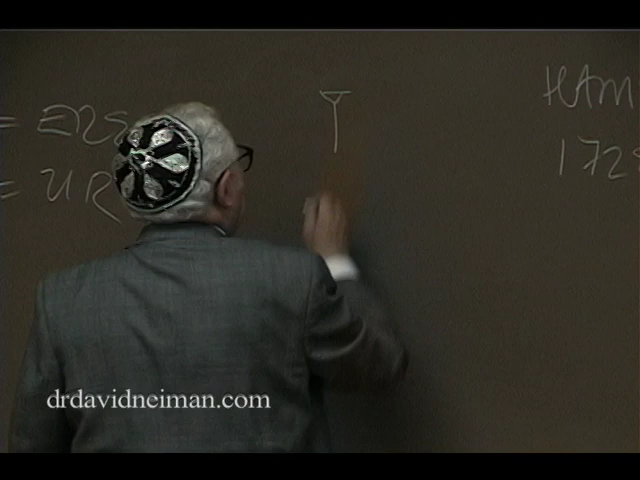 = ERS
= UR
HAM
172
drdavidneiman.com